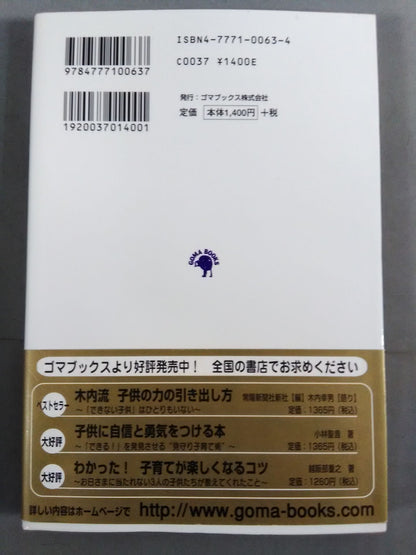 ISBN4-7771-0063-4
C0037 ¥1400E
9784777100637
発行：ゴマブックス株式会社
定価 本体1,400円 +税
1920037014001
GOMA BOOKS
ゴマブックスより好評発売中！ 全国の書店でお求めください
ベストセラー 木内流 子供の力の引き出し方 常陽新聞社新社【編】木内幸男【語り】
〜「できない子供」はひとりもいない〜 定価：1365円（税込）
大好評 子供に自信と勇気をつける本 小林聖造 著
〜「できる！」を発見させる“見守り子育て術”〜 定価：1365円（税込）
大好評 わかった！ 子育てが楽しくなるコツ 越阪部重之 著
〜お日さまに当たれない3人の子供たちが教えてくれたこと〜 定価：1260円（税込）
詳しい内容はホームページで http://www.goma-books.com